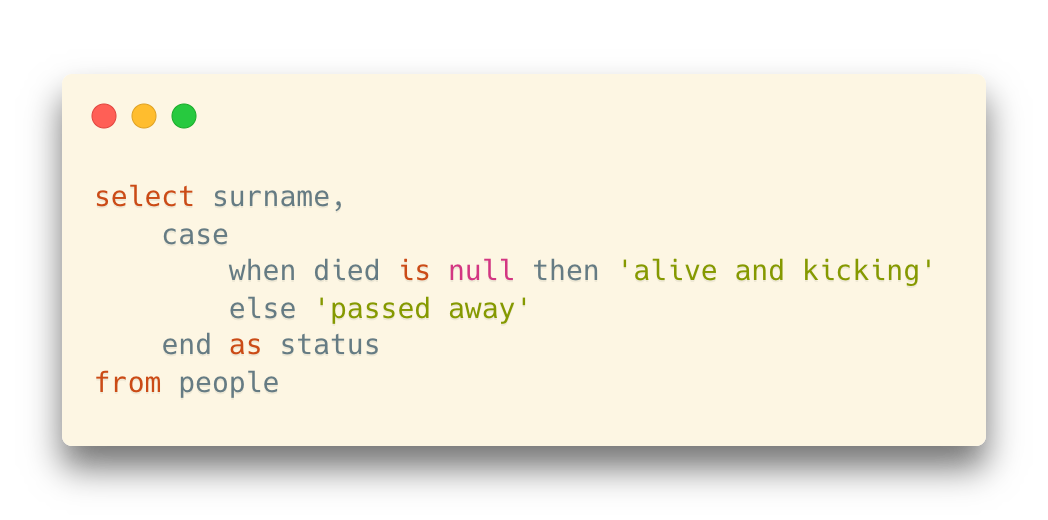 select surname,
    case
        when died is null then 'alive and kicking'
        else 'passed away'
    end as status
from people